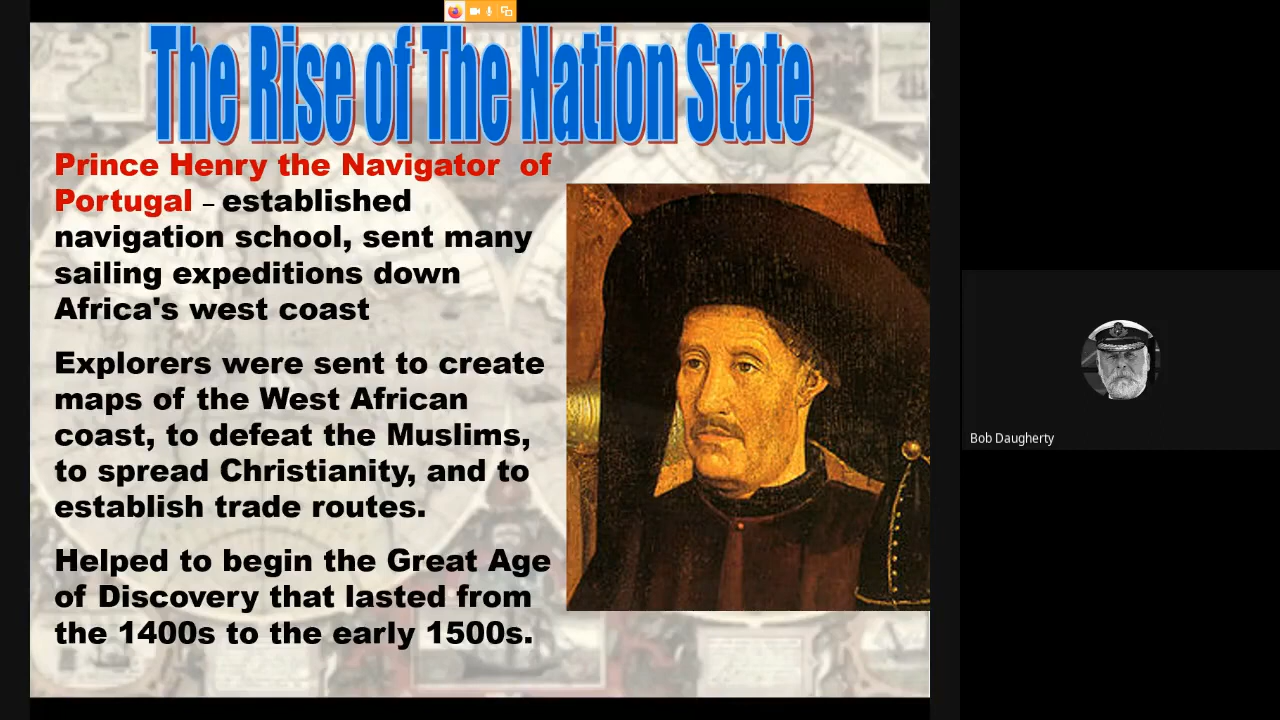 The Rise of The Nation State
Prince Henry the Navigator of
Portugal – established
navigation school, sent many
sailing expeditions down
Africa's west coast
Explorers were sent to create
maps of the West African
coast, to defeat the Muslims,
to spread Christianity, and to
establish trade routes.
Helped to begin the Great Age
of Discovery that lasted from
the 1400s to the early 1500s.
Bob Daugherty